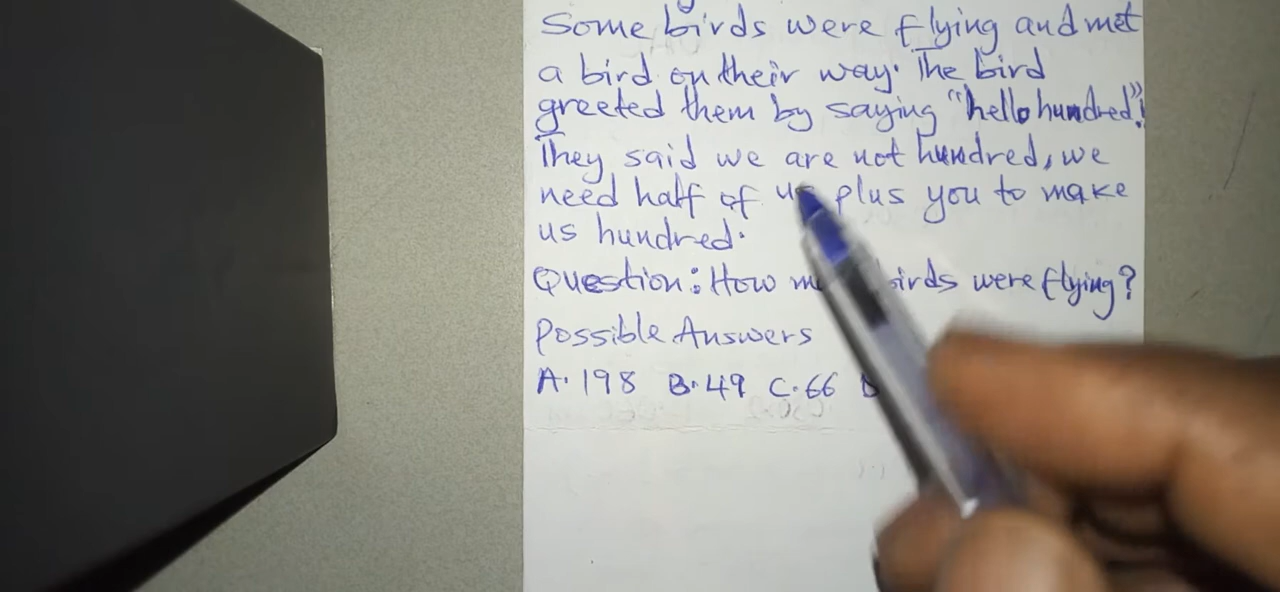 Some birds were flying and met
a bird on their way. The bird
greeted them by saying "hello hundred"!
They said we are not hundred, we
need half of us plus you to make
us hundred.
Question: How birds were flying?
Possible Answers
A. 198 B. 49 C. 66